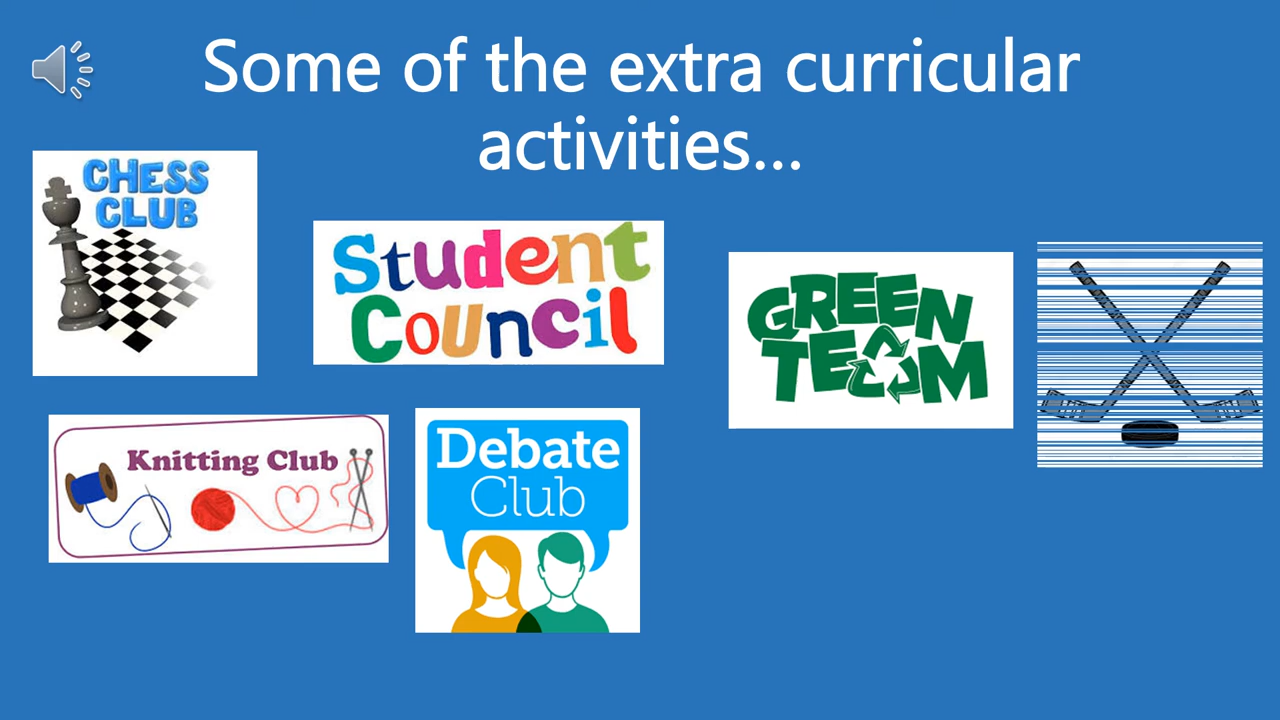 Some of the extra curricular
activities...
CHESS
CLUB
Student
Council
GREEN
TEAM
Knitting Club
Debate
Club